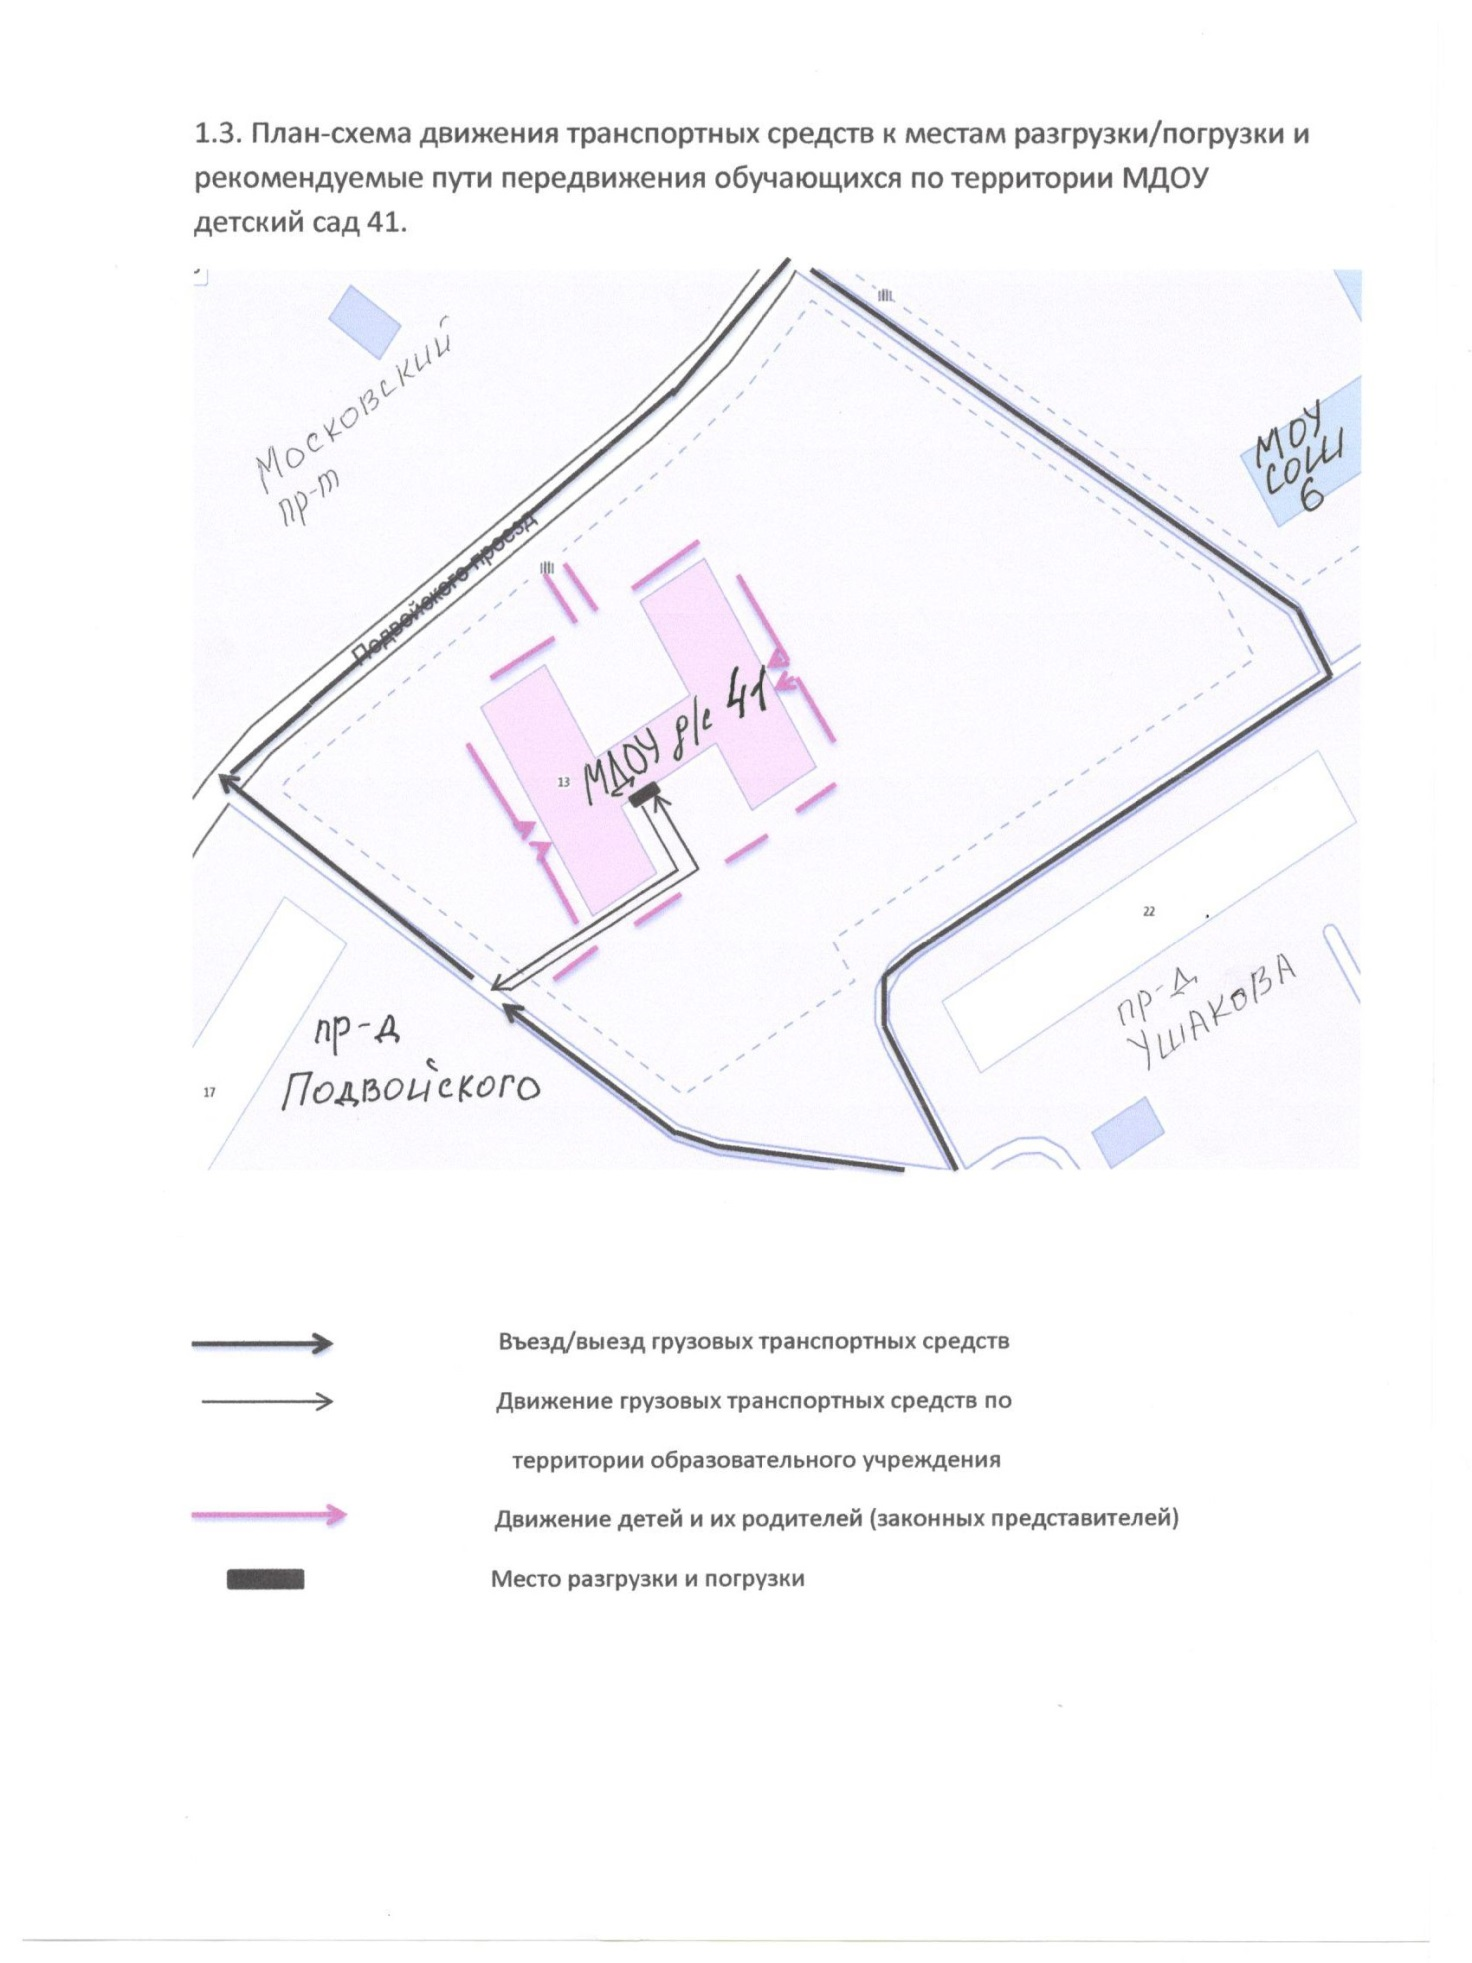 1.3. План-схема движения транспортных средств к местам разгрузки/погрузки и
рекомендуемые пути передвижения обучающихся по территории МДОУ
детский сад 41.
Московский
пр-т
МОУ
СОШ
6
Подвойского проезд
МДОУ д/с 41
13
22
пр-д
УШАКОВА
пр-д
Подвойского
17
Въезд/выезд грузовых транспортных средств
Движение грузовых транспортных средств по
территории образовательного учреждения
Движение детей и их родителей (законных представителей)
Место разгрузки и погрузки